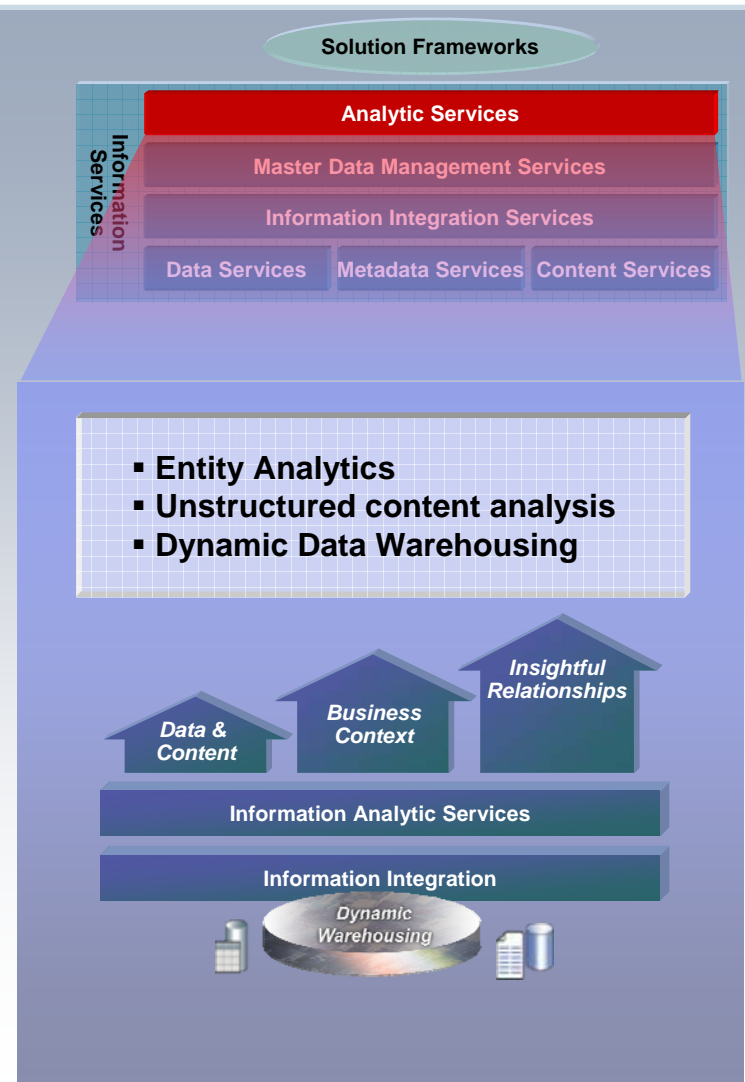 Solution Frameworks
Information
Services
Analytic Services
Master Data Management Services
Information Integration Services
Data Services
Metadata Services
Content Services
▪ Entity Analytics
▪ Unstructured content analysis
▪ Dynamic Data Warehousing
Data &
Content
Business
Context
Insightful
Relationships
Information Analytic Services
Information Integration
Dynamic
Warehousing